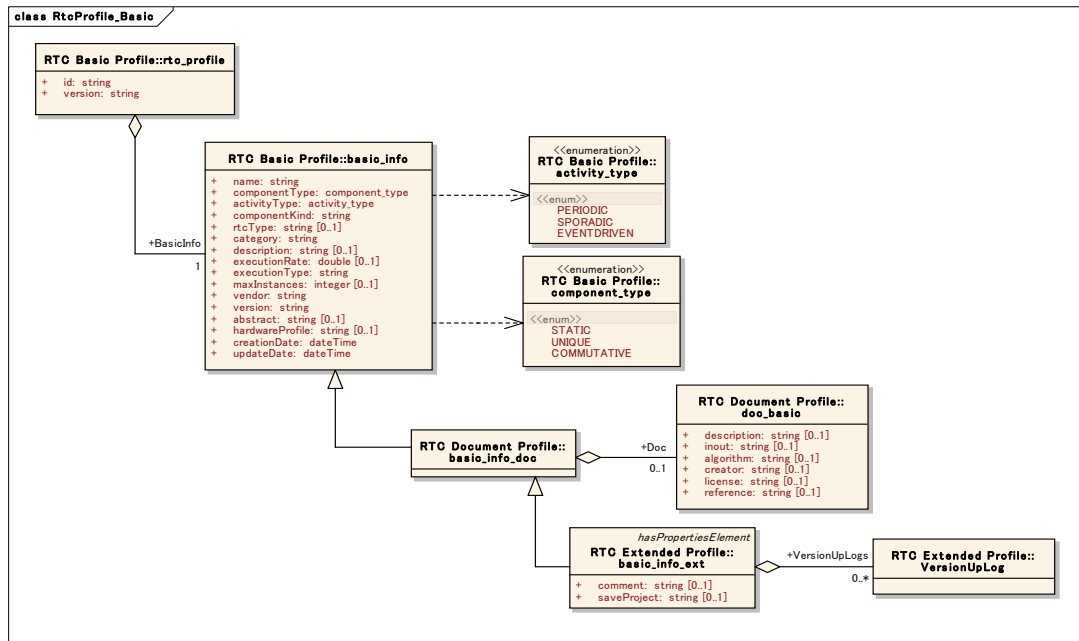 class RtcProfile_Basic
RTC Basic Profile::rtc_profile
+ id: string
+ version: string
RTC Basic Profile::basic_info
+ name: string
+ componentType: component_type
+ activityType: activity_type
+ componentKind: string
+ rtcType: string [0..1]
+ category: string
+ description: string [0..1]
+ executionRate: double [0..1]
+ executionType: string
+ maxInstances: integer [0..1]
+ vendor: string
+ version: string
+ abstract: string [0..1]
+ hardwareProfile: string [0..1]
+ creationDate: dateTime
+ updateDate: dateTime
+BasicInfo
1
<<enumeration>>
RTC Basic Profile::
activity_type
<<enum>>
PERIODIC
SPORADIC
EVENTDRIVEN
<<enumeration>>
RTC Basic Profile::
component_type
<<enum>>
STATIC
UNIQUE
COMMUTATIVE
RTC Document Profile::
basic_info_doc
+Doc
0..1
RTC Document Profile::
doc_basic
+ description: string [0..1]
+ inout: string [0..1]
+ algorithm: string [0..1]
+ creator: string [0..1]
+ license: string [0..1]
+ reference: string [0..1]
hasPropertiesElement
RTC Extended Profile::
basic_info_ext
+ comment: string [0..1]
+ saveProject: string [0..1]
+VersionUpLogs
0..*
RTC Extended Profile::
VersionUpLog